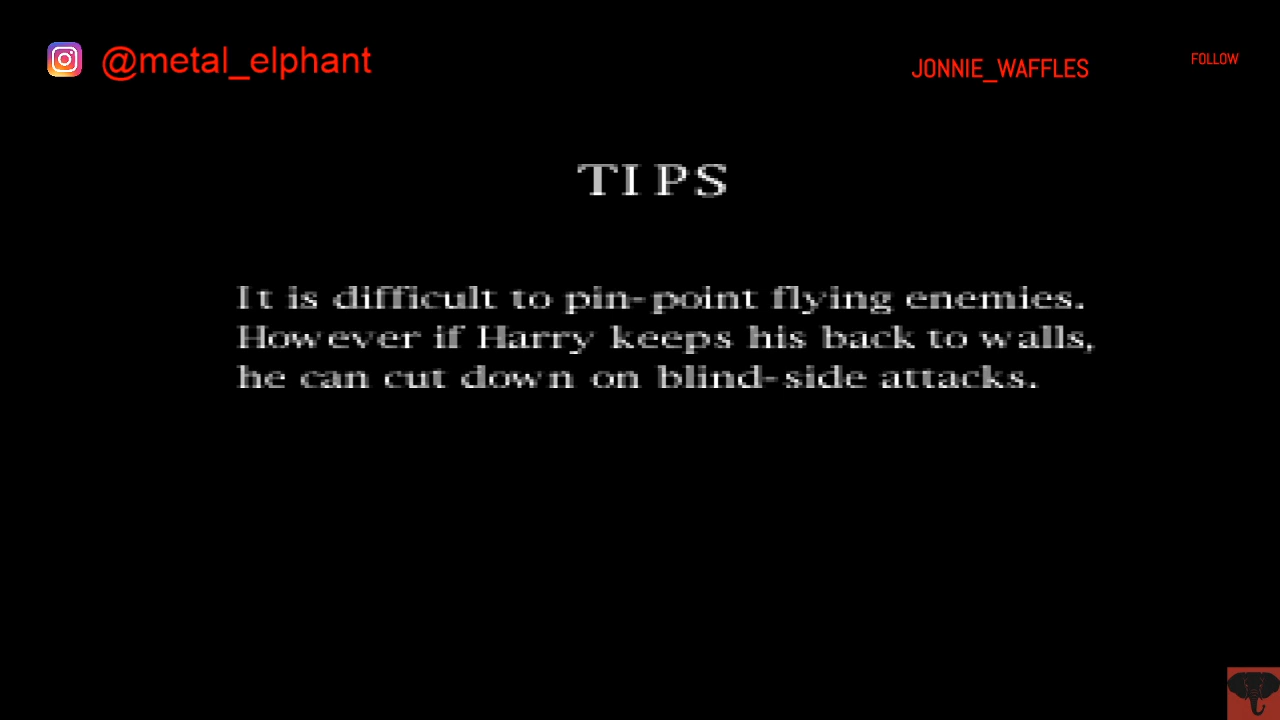 @metal_elphant
JONNIE_WAFFLES
FOLLOW
TIPS
It is difficult to pin-point flying enemies.
However if Harry keeps his back to walls,
he can cut down on blind-side attacks.